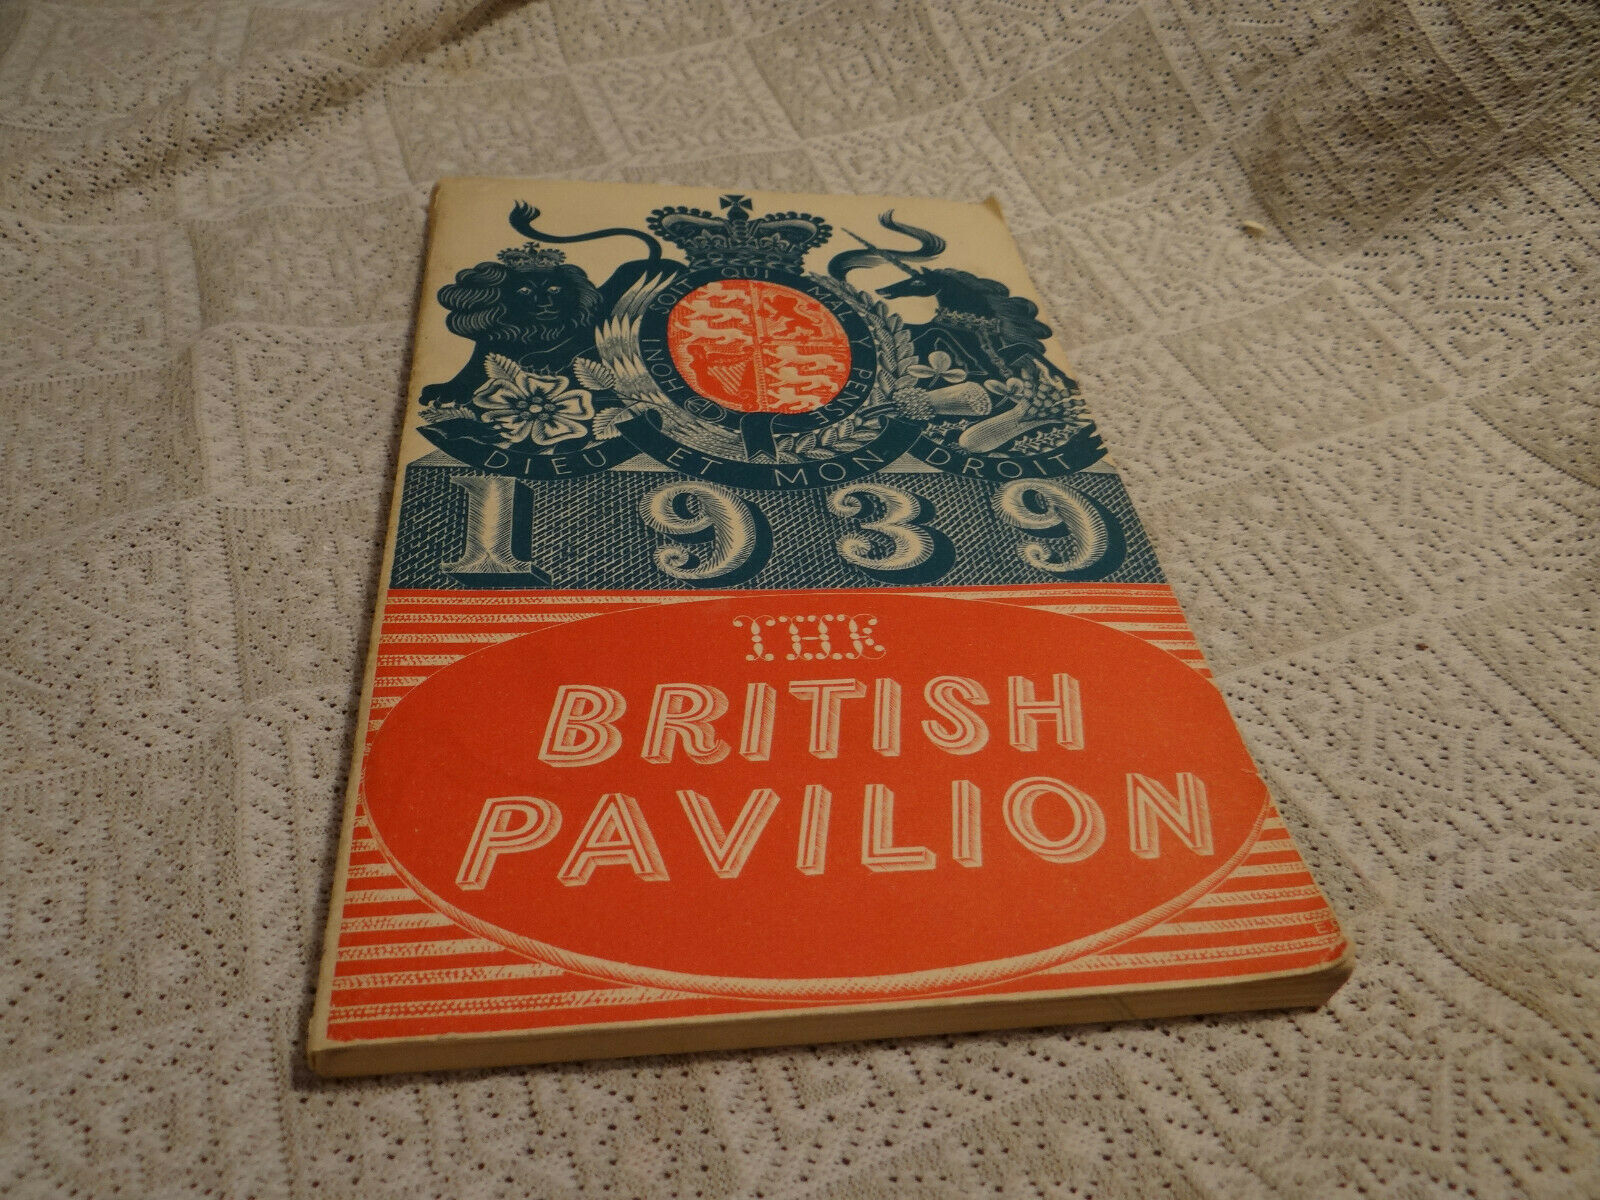 HONI SOIT QUI MAL Y PENSE
DIEU ET MON DROIT
1939
THE
BRITISH
PAVILION